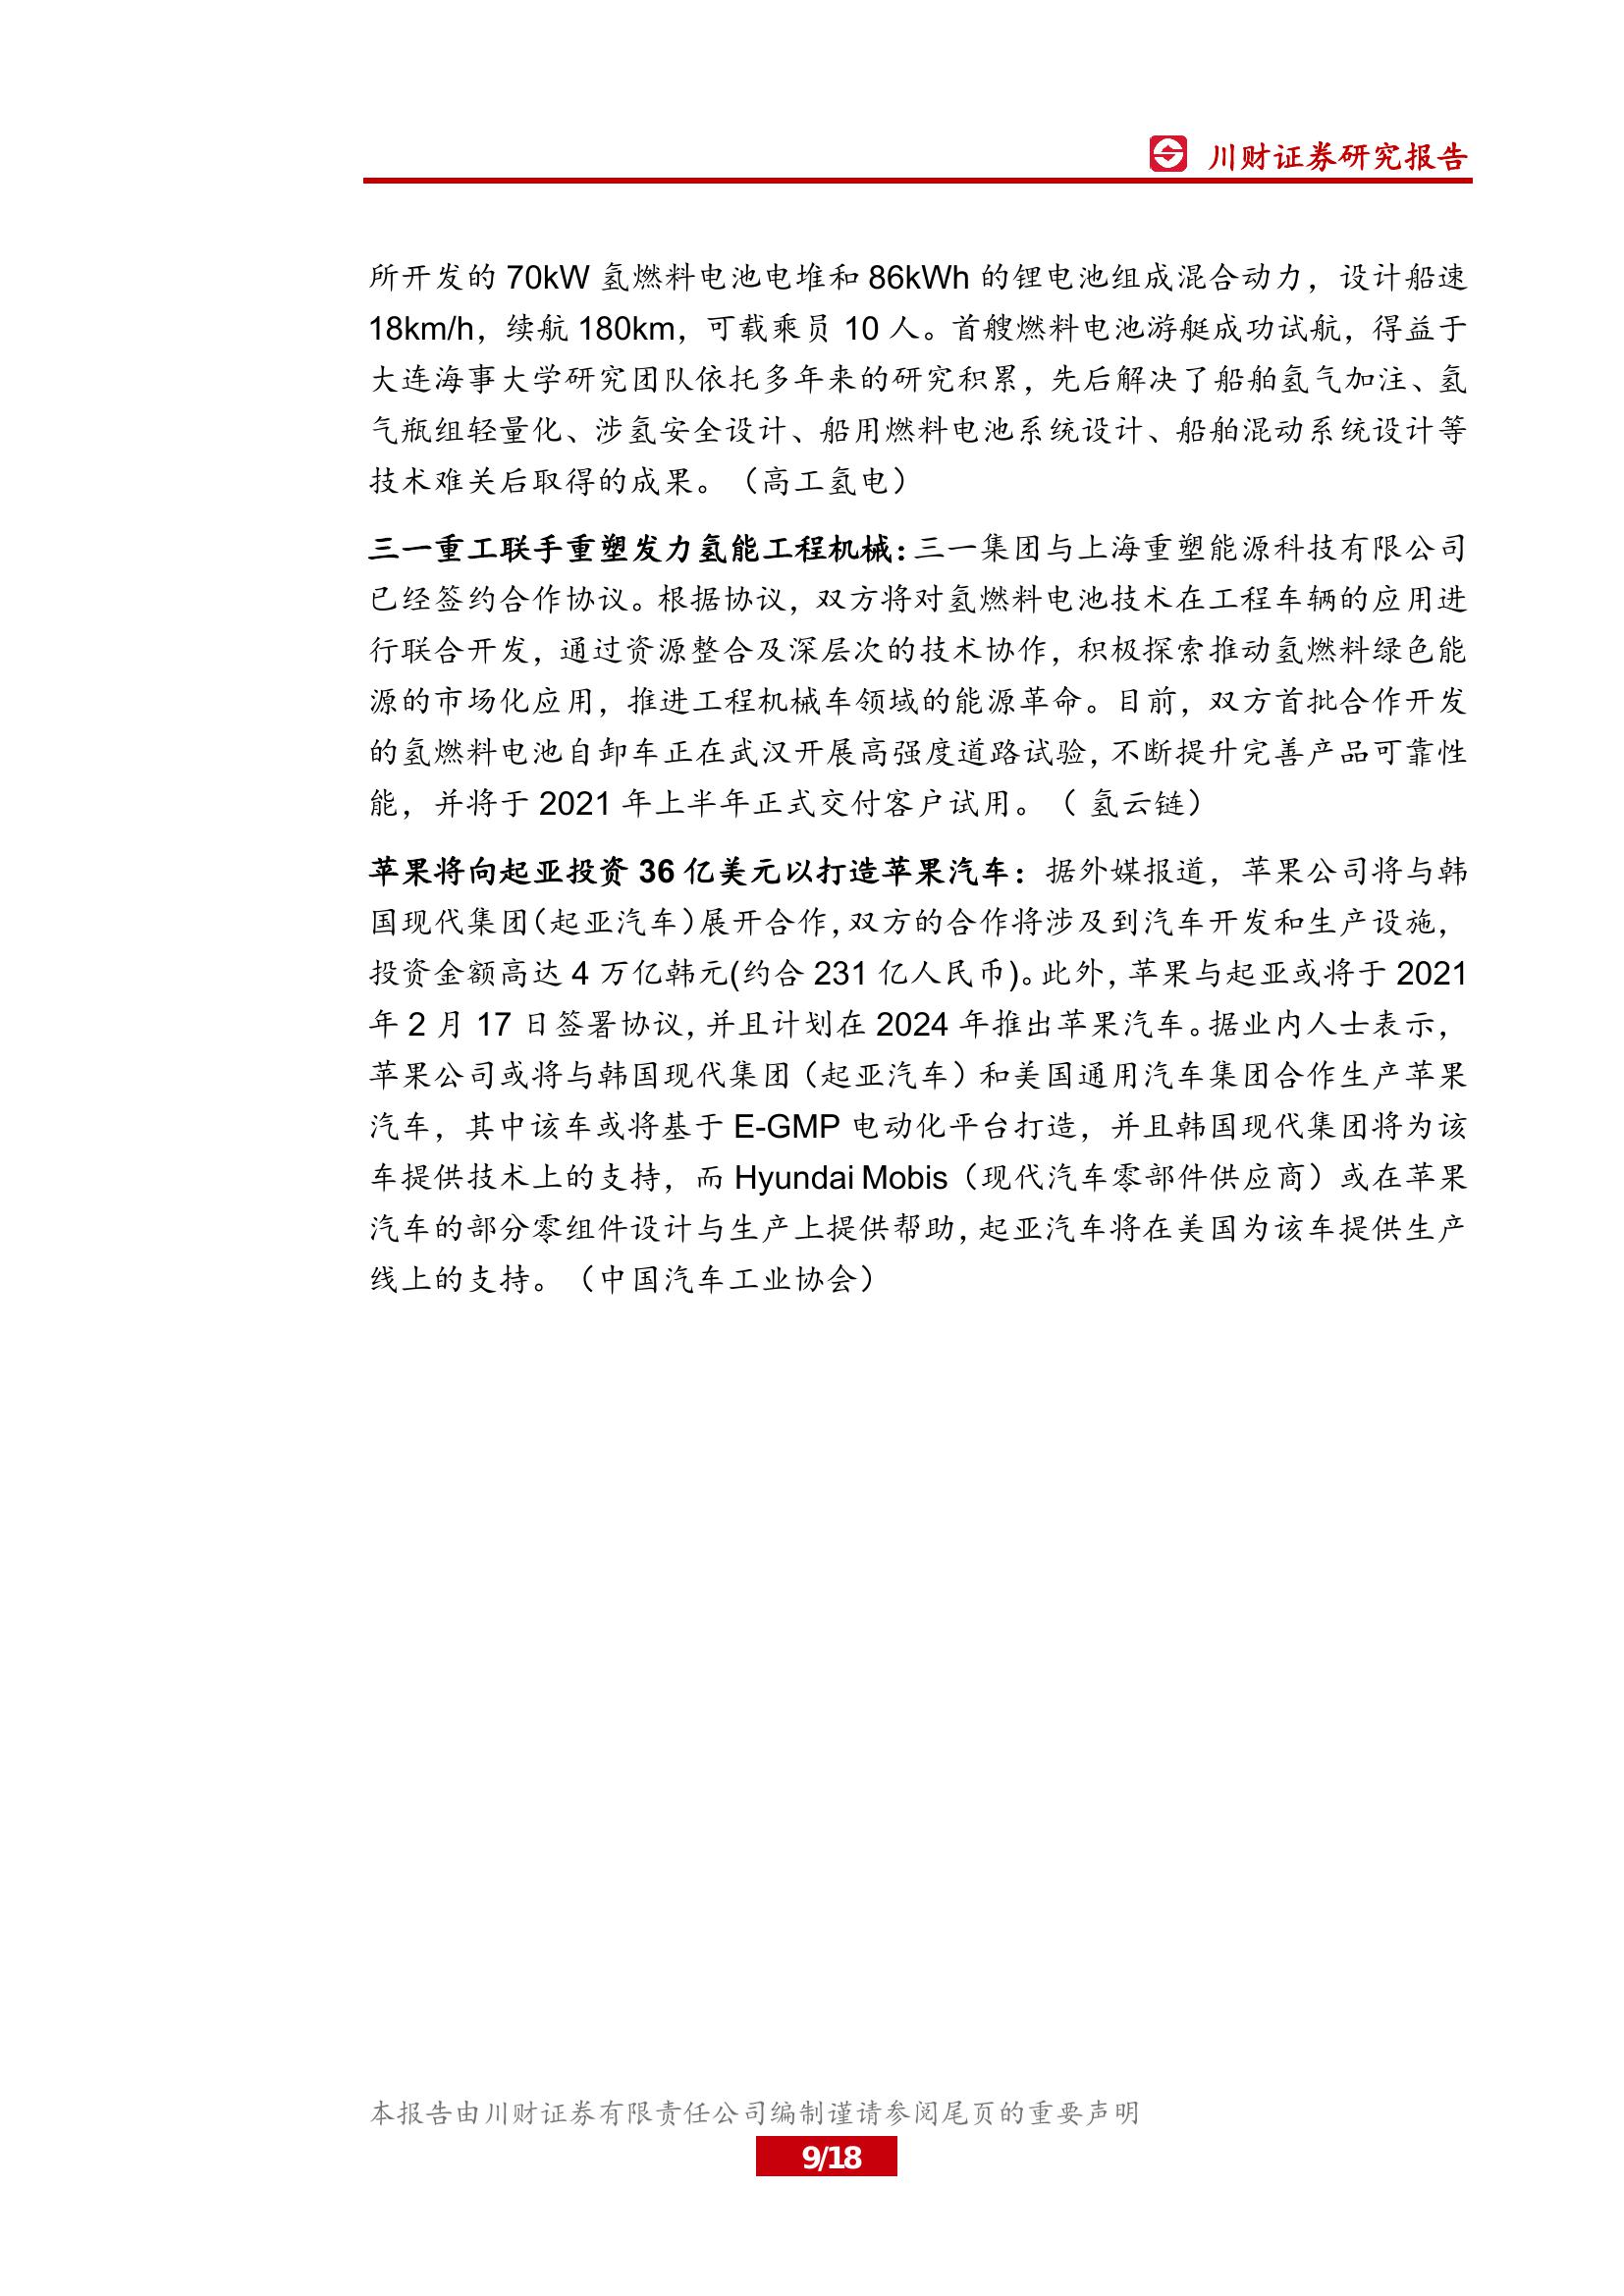 川财证券研究报告
所开发的 70kW 氢燃料电池电堆和 86kWh 的锂电池组成混合动力，设计船速
18km/h，续航 180km，可载乘员 10 人。首艘燃料电池游艇成功试航，得益于
大连海事大学研究团队依托多年来的研究积累，先后解决了船舶氢气加注、氢
气瓶组轻量化、涉氢安全设计、船用燃料电池系统设计、船舶混动系统设计等
技术难关后取得的成果。（高工氢电）
三一重工联手重塑发力氢能工程机械：三一集团与上海重塑能源科技有限公司
已经签约合作协议。根据协议，双方将对氢燃料电池技术在工程车辆的应用进
行联合开发，通过资源整合及深层次的技术协作，积极探索推动氢燃料绿色能
源的市场化应用，推进工程机械车领域的能源革命。目前，双方首批合作开发
的氢燃料电池自卸车正在武汉开展高强度道路试验，不断提升完善产品可靠性
能，并将于 2021 年上半年正式交付客户试用。（ 氢云链）
苹果将向起亚投资 36 亿美元以打造苹果汽车：据外媒报道，苹果公司将与韩
国现代集团（起亚汽车）展开合作，双方的合作将涉及到汽车开发和生产设施，
投资金额高达 4 万亿韩元(约合 231 亿人民币)。此外，苹果与起亚或将于 2021
年 2 月 17 日签署协议，并且计划在 2024 年推出苹果汽车。据业内人士表示，
苹果公司或将与韩国现代集团（起亚汽车）和美国通用汽车集团合作生产苹果
汽车，其中该车或将基于 E-GMP 电动化平台打造，并且韩国现代集团将为该
车提供技术上的支持，而 Hyundai Mobis（现代汽车零部件供应商）或在苹果
汽车的部分零组件设计与生产上提供帮助，起亚汽车将在美国为该车提供生产
线上的支持。（中国汽车工业协会）
本报告由川财证券有限责任公司编制谨请参阅尾页的重要声明
9/18